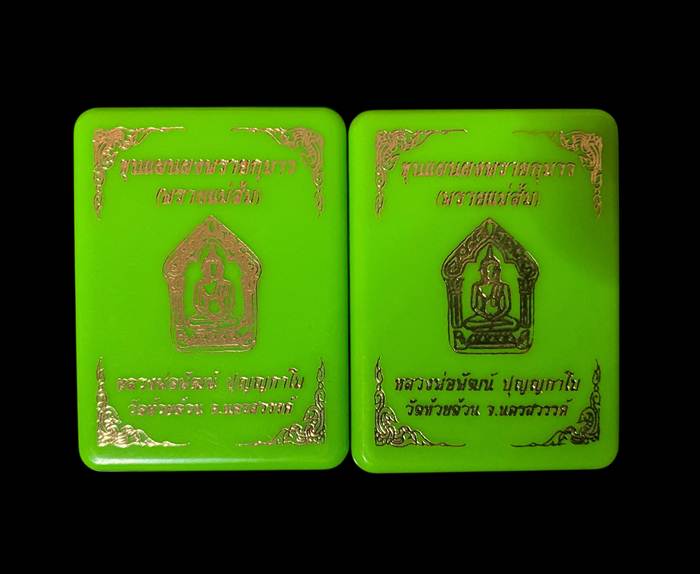 ขุนแผนผงพรายกุมาร
(พรายแม่ส้ม)
หลวงพ่อพัฒน์ ปุญญกาโม
วัดห้วยด้วน จ.นครสวรรค์
ขุนแผนผงพรายกุมาร
(พรายแม่ส้ม)
หลวงพ่อพัฒน์ ปุญญกาโม
วัดห้วยด้วน จ.นครสวรรค์